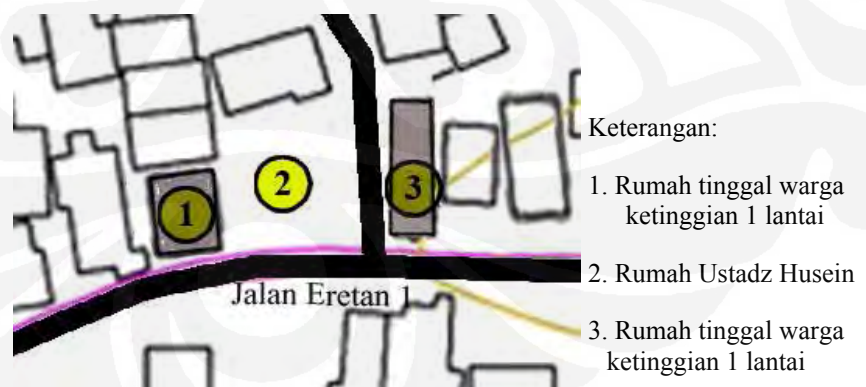 1
2
3
Jalan Eretan 1
Keterangan:
1. Rumah tinggal warga
ketinggian 1 lantai
2. Rumah Ustadz Husein
3. Rumah tinggal warga
ketinggian 1 lantai